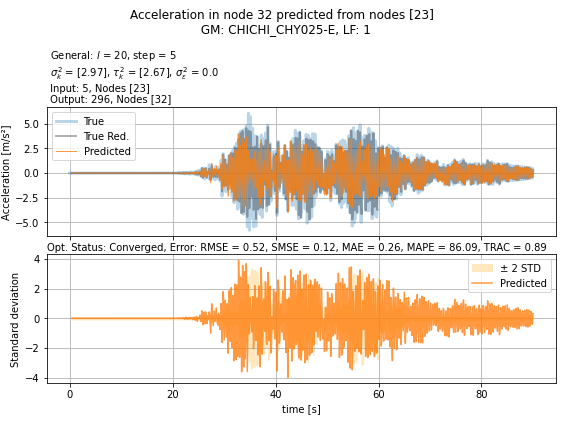 Acceleration in node 32 predicted from nodes [23]
GM: CHICHI_CHY025-E, LF: 1
General: l = 20, step = 5
σ²ₖ = [2.97], τ²ₖ = [2.67], σ²ε = 0.0
Input: 5, Nodes [23]
Output: 296, Nodes [32]
Acceleration [m/s²]
5.0
2.5
0.0
−2.5
−5.0
True
True Red.
Predicted
Opt. Status: Converged, Error: RMSE = 0.52, SMSE = 0.12, MAE = 0.26, MAPE = 86.09, TRAC = 0.89
Standard deviation
4
2
0
−2
−4
± 2 STD
Predicted
0 20 40 60 80
time [s]